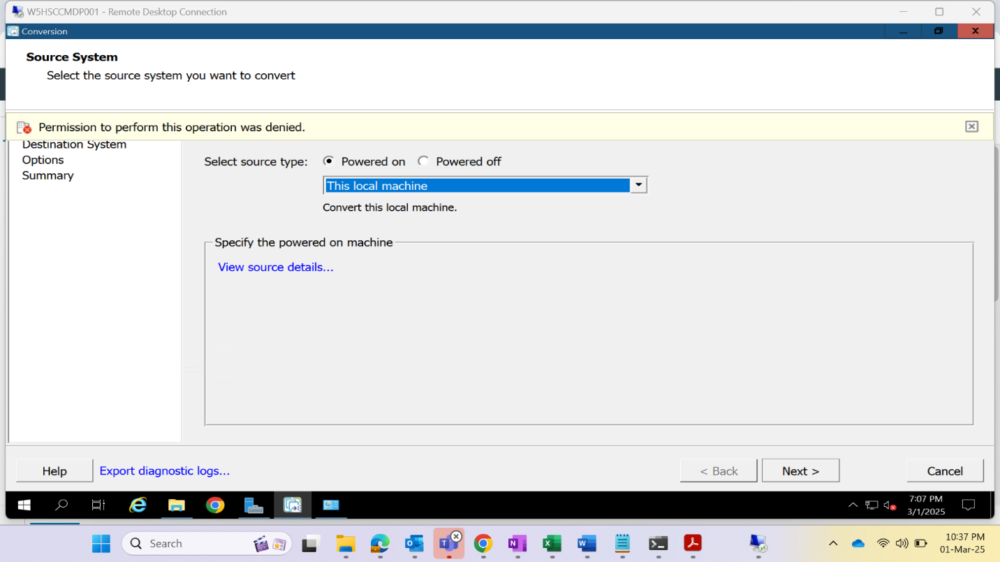 W5HSCCMDP001 - Remote Desktop Connection
Conversion
Source System
Select the source system you want to convert
Permission to perform this operation was denied.
Destination System
Options
Summary
Select source type:
Powered on
Powered off
This local machine
Convert this local machine.
Specify the powered on machine
View source details...
Help
Export diagnostic logs...
< Back
Next >
Cancel
7:07 PM
3/1/2025
Search
10:37 PM
01-Mar-25